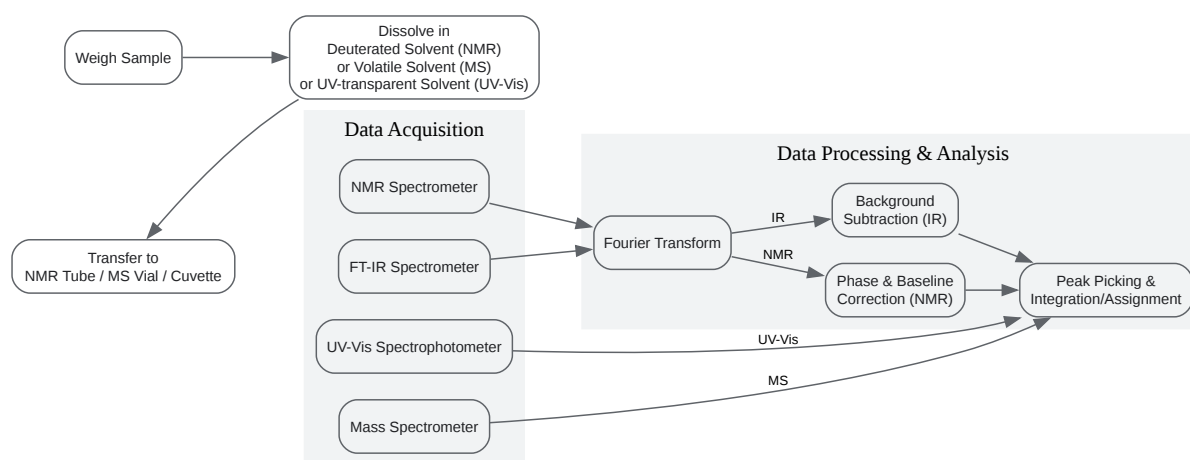 Weigh Sample
Dissolve in
Deuterated Solvent (NMR)
or Volatile Solvent (MS)
or UV-transparent Solvent (UV-Vis)
Transfer to
NMR Tube / MS Vial / Cuvette
Data Acquisition
NMR Spectrometer
FT-IR Spectrometer
UV-Vis Spectrophotometer
Mass Spectrometer
Data Processing & Analysis
Fourier Transform
IR
NMR
Background
Subtraction (IR)
Phase & Baseline
Correction (NMR)
Peak Picking &
Integration/Assignment
UV-Vis
MS